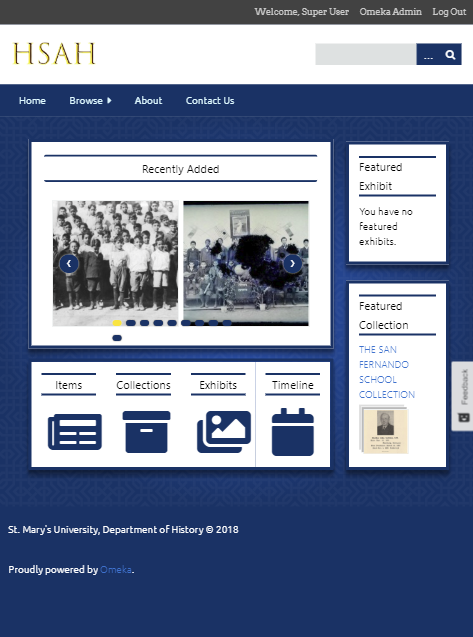 Welcome, Super User Omeka Admin Log Out
HSAH
...
Home Browse About Contact Us
Recently Added
Featured
Exhibit
You have no
featured
exhibits.
Featured
Collection
THE SAN
FERNANDO
SCHOOL
COLLECTION
Items Collections Exhibits Timeline
Feedback
St. Mary's University, Department of History © 2018
Proudly powered by Omeka.